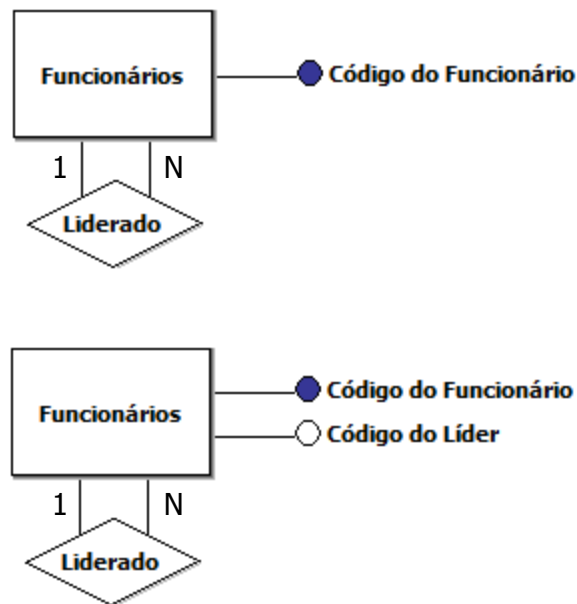 Funcionários
Código do Funcionário
1 N
Liderado
Funcionários
Código do Funcionário
Código do Líder
1 N
Liderado